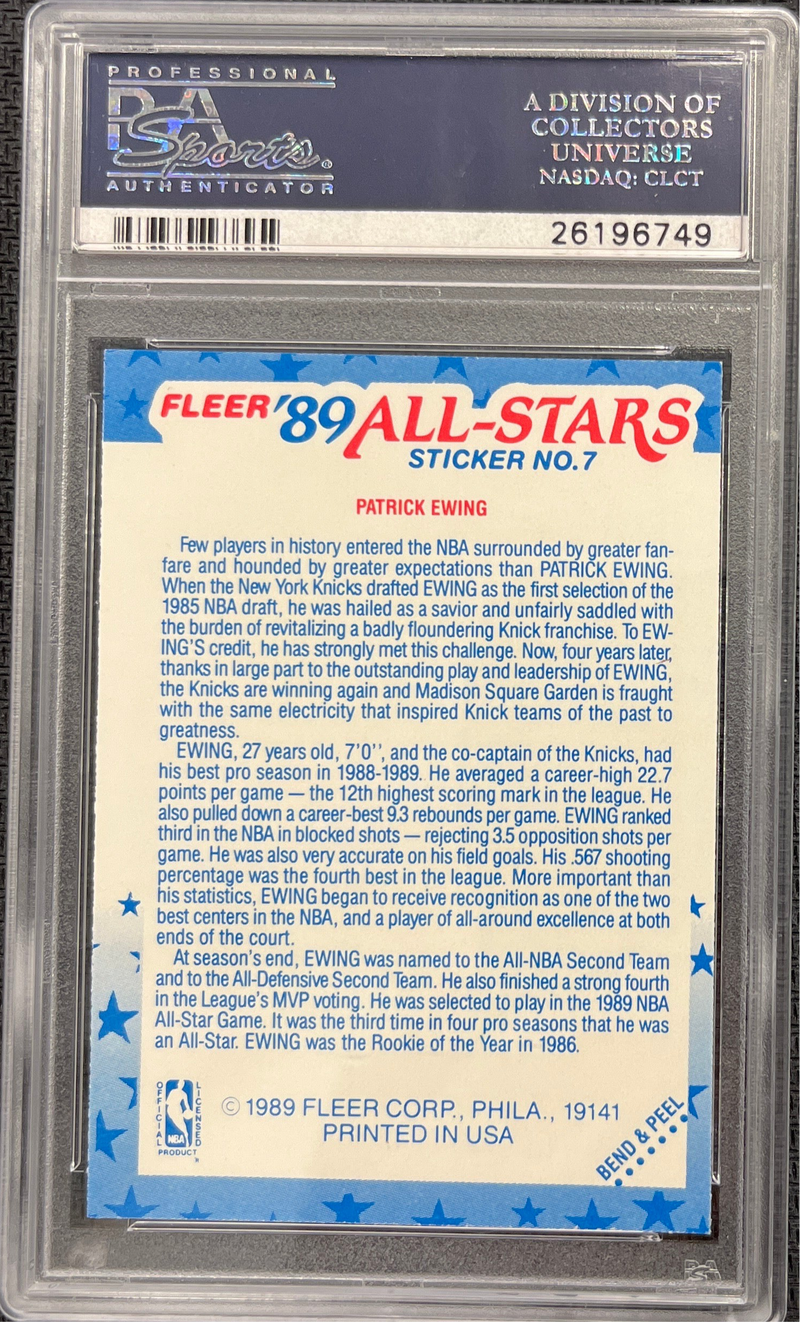 PROFESSIONAL
PSA
Sports®
AUTHENTICATOR
A DIVISION OF
COLLECTORS
UNIVERSE
NASDAQ: CLCT
26196749
FLEER '89 ALL-STARS
STICKER NO. 7
PATRICK EWING
Few players in history entered the NBA surrounded by greater fan-
fare and hounded by greater expectations than PATRICK EWING.
When the New York Knicks drafted EWING as the first selection of the
1985 NBA draft, he was hailed as a savior and unfairly saddled with
the burden of revitalizing a badly floundering Knick franchise. To EW-
ING'S credit, he has strongly met this challenge. Now, four years later,
thanks in large part to the outstanding play and leadership of EWING,
the Knicks are winning again and Madison Square Garden is fraught
with the same electricity that inspired Knick teams of the past to
greatness.
EWING, 27 years old, 7'0'', and the co-captain of the Knicks, had
his best pro season in 1988-1989. He averaged a career-high 22.7
points per game — the 12th highest scoring mark in the league. He
also pulled down a career-best 9.3 rebounds per game. EWING ranked
third in the NBA in blocked shots — rejecting 3.5 opposition shots per
game. He was also very accurate on his field goals. His .567 shooting
percentage was the fourth best in the league. More important than
his statistics, EWING began to receive recognition as one of the two
best centers in the NBA, and a player of all-around excellence at both
ends of the court.
At season's end, EWING was named to the All-NBA Second Team
and to the All-Defensive Second Team. He also finished a strong fourth
in the League's MVP voting. He was selected to play in the 1989 NBA
All-Star Game. It was the third time in four pro seasons that he was
an All-Star. EWING was the Rookie of the Year in 1986.
OFFICIAL
LICENSED
NBA
PRODUCT
© 1989 FLEER CORP., PHILA., 19141
PRINTED IN USA
BEND & PEEL
PSA